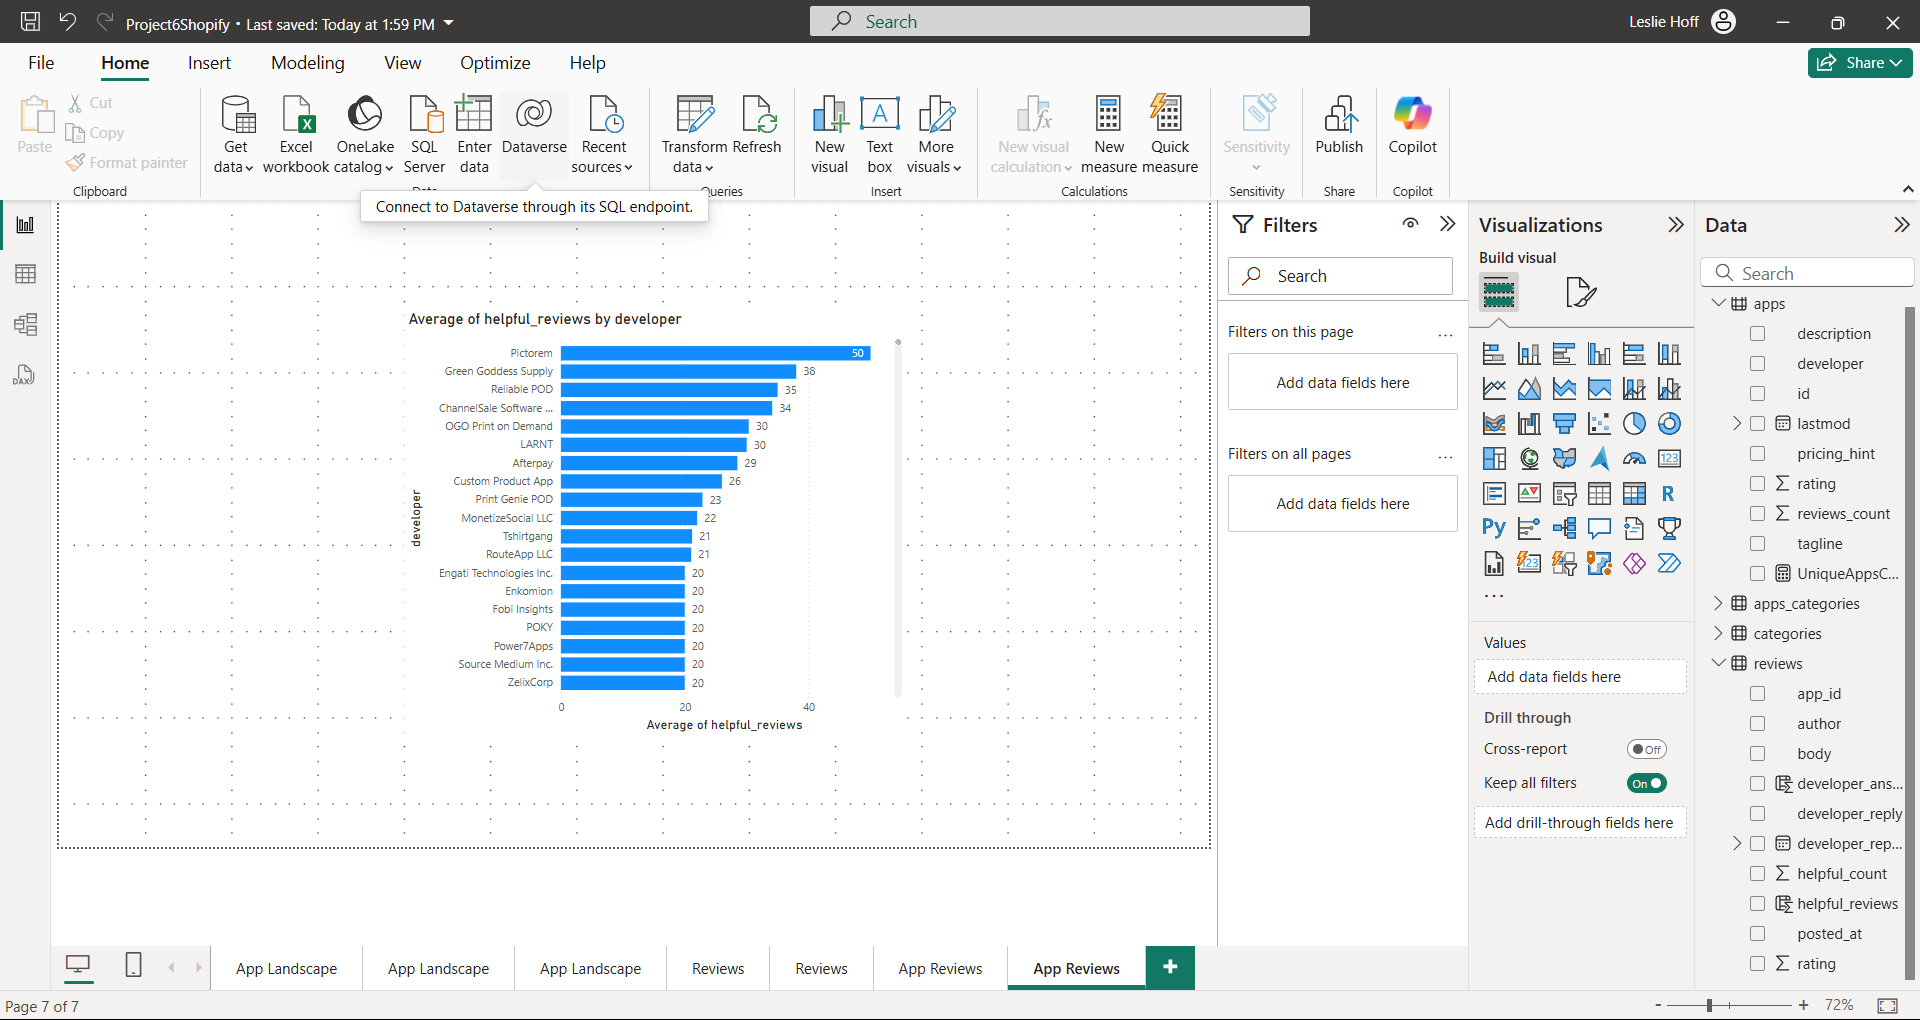 Project6Shopify • Last saved: Today at 1:59 PM
Search
Leslie Hoff
File Home Insert Modeling View Optimize Help
Share
Paste
Cut
Copy
Format painter
Clipboard
Get data
Excel workbook
OneLake catalog
SQL Server
Enter data
Dataverse
Recent sources
Transform data
Refresh
Queries
New visual
Text box
More visuals
Insert
New visual calculation
New measure
Quick measure
Calculations
Sensitivity
Sensitivity
Publish
Share
Copilot
Copilot
Connect to Dataverse through its SQL endpoint.
Average of helpful_reviews by developer
developer
Pictorem 50
Green Goddess Supply 38
Reliable POD 35
ChannelSale Software ... 34
OGO Print on Demand 30
LARNT 30
Afterpay 29
Custom Product App 26
Print Genie POD 23
MonetizeSocial LLC 22
Tshirtgang 21
RouteApp LLC 21
Engati Technologies Inc. 20
Enkomion 20
Fobi Insights 20
POKY 20
Power7Apps 20
Source Medium Inc. 20
ZelixCorp 20
0 20 40
Average of helpful_reviews
Filters
Search
Filters on this page ...
Add data fields here
Filters on all pages ...
Add data fields here
Visualizations
Build visual
123
R
Py
123
...
Values
Add data fields here
Drill through
Cross-report Off
Keep all filters On
Add drill-through fields here
Data
Search
apps
description
developer
id
lastmod
pricing_hint
rating
reviews_count
tagline
UniqueAppsC...
apps_categories
categories
reviews
app_id
author
body
developer_ans...
developer_reply
developer_rep...
helpful_count
helpful_reviews
posted_at
rating
App Landscape App Landscape App Landscape Reviews Reviews App Reviews App Reviews +
Page 7 of 7
- + 72%